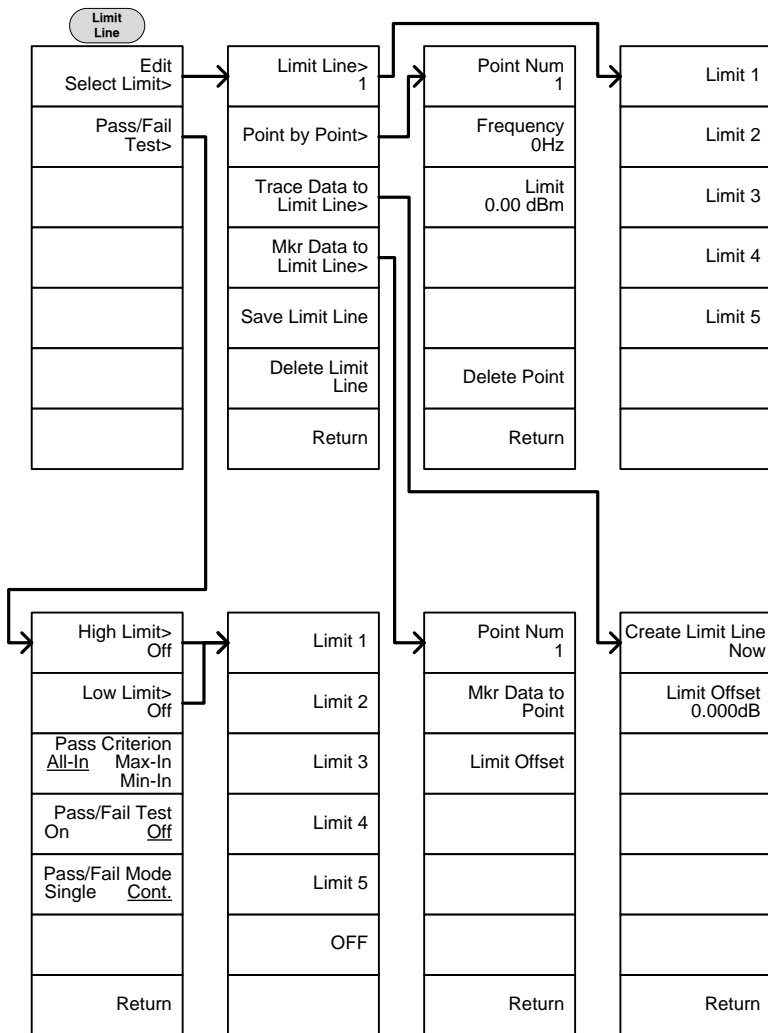 Limit
Line
Edit
Select Limit>
Pass/Fail
Test>
Limit Line>
1
Point by Point>
Trace Data to
Limit Line>
Mkr Data to
Limit Line>
Save Limit Line
Delete Limit
Line
Return
Point Num
1
Frequency
0Hz
Limit
0.00 dBm
Delete Point
Return
Limit 1
Limit 2
Limit 3
Limit 4
Limit 5
High Limit>
Off
Low Limit>
Off
Pass Criterion
All-In Max-In
Min-In
Pass/Fail Test
On Off
Pass/Fail Mode
Single Cont.
Return
Limit 1
Limit 2
Limit 3
Limit 4
Limit 5
OFF
Point Num
1
Mkr Data to
Point
Limit Offset
Return
Create Limit Line
Now
Limit Offset
0.000dB
Return